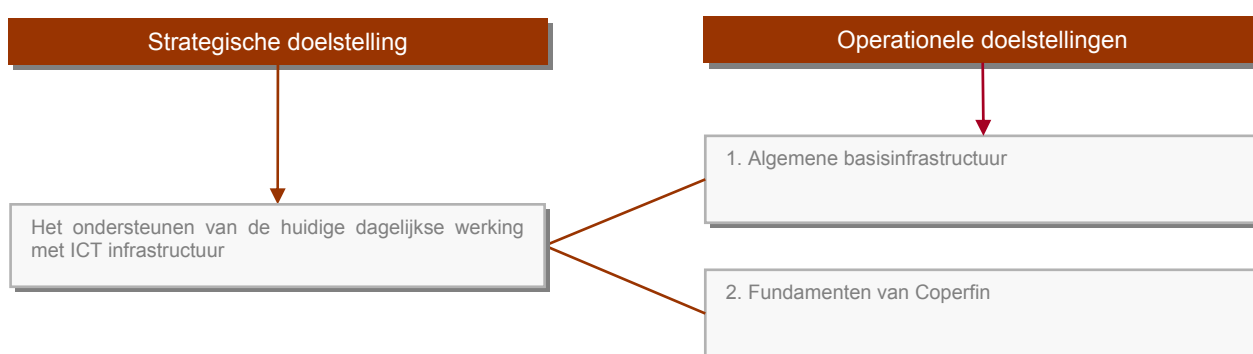 Strategische doelstelling
Operationele doelstellingen
1. Algemene basisinfrastructuur
Het ondersteunen van de huidige dagelijkse werking
met ICT infrastructuur
2. Fundamenten van Coperfin